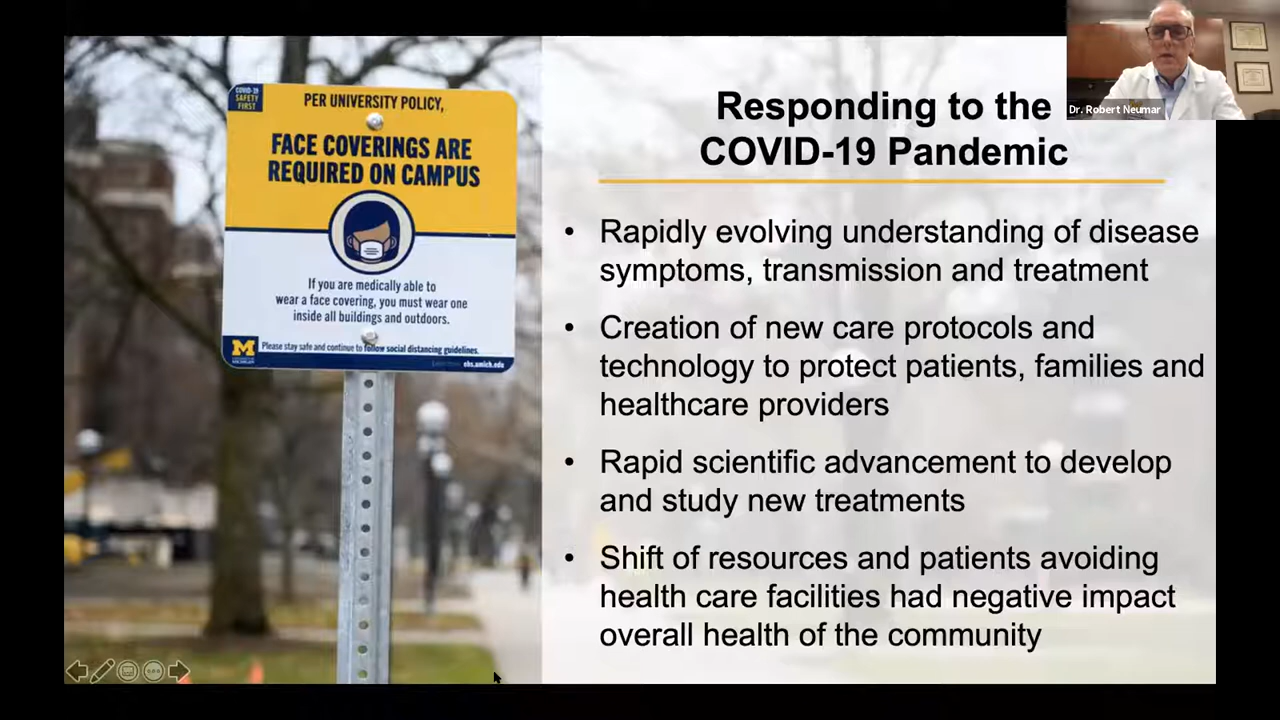 COVID-19
SAFETY
FIRST
PER UNIVERSITY POLICY,
FACE COVERINGS ARE
REQUIRED ON CAMPUS
If you are medically able to
wear a face covering, you must wear one
inside all buildings and outdoors.
M
Please stay safe and continue to follow social distancing guidelines.
ehs.umich.edu
Dr. Robert Neumar
Responding to the
COVID-19 Pandemic
• Rapidly evolving understanding of disease
symptoms, transmission and treatment
• Creation of new care protocols and
technology to protect patients, families and
healthcare providers
• Rapid scientific advancement to develop
and study new treatments
• Shift of resources and patients avoiding
health care facilities had negative impact
overall health of the community